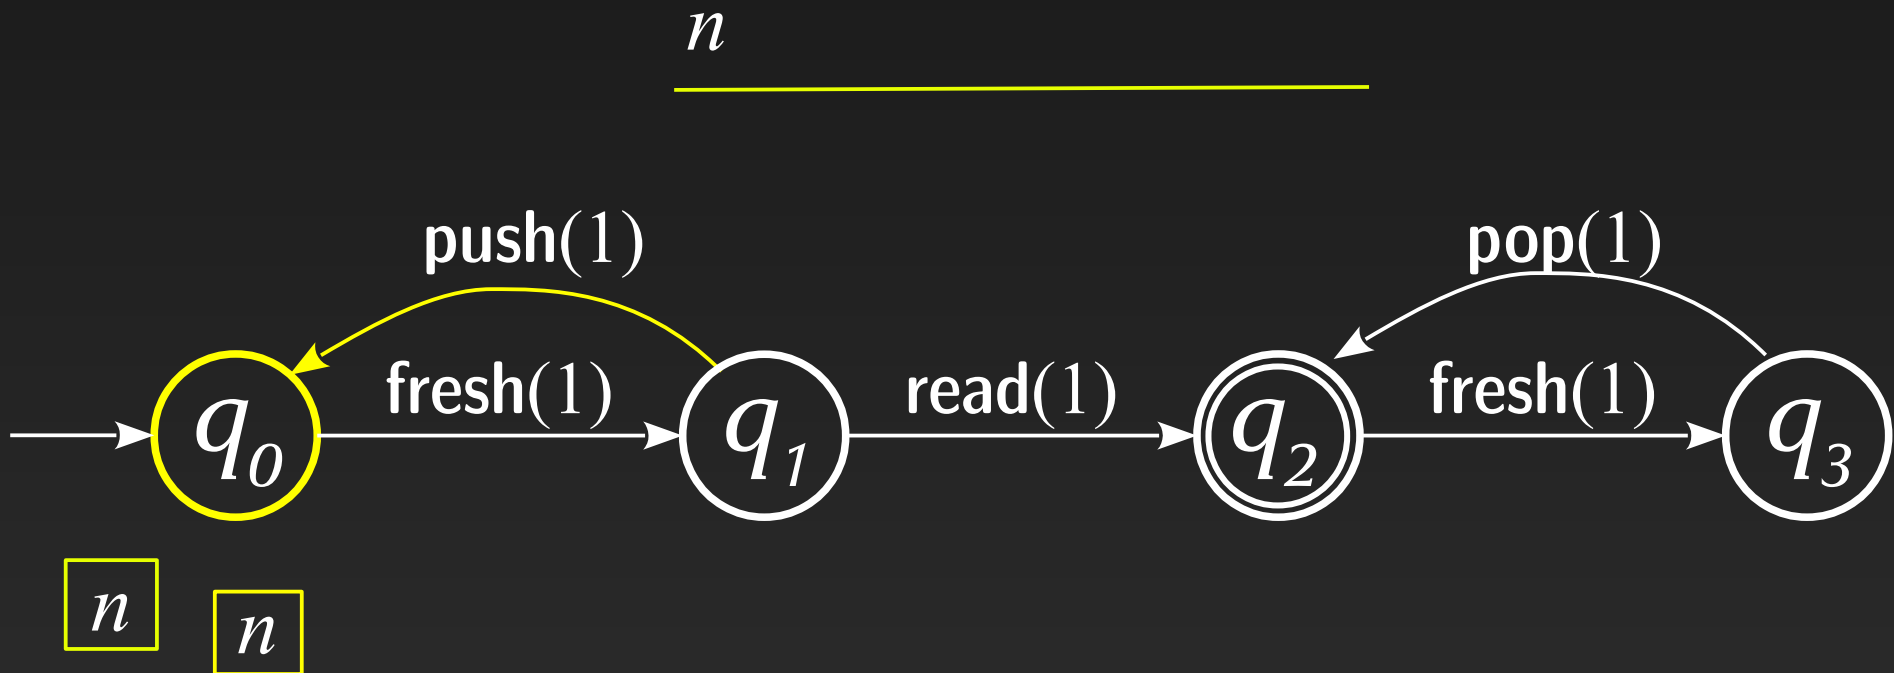 n
push(1) pop(1)
fresh(1) read(1) fresh(1)
q0 q1 q2 q3
n n